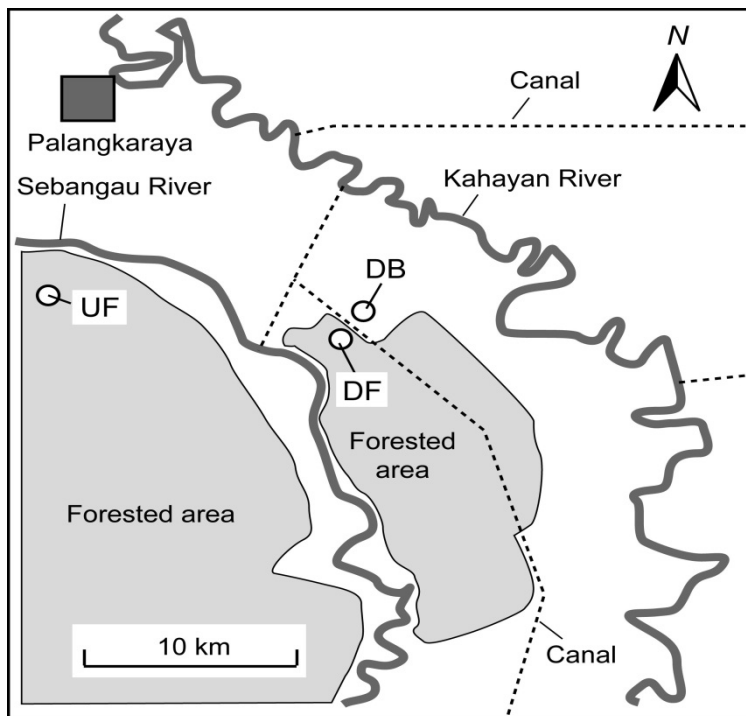 N
Canal
Palangkaraya
Sebangau River
Kahayan River
DB
UF
DF
Forested
area
Forested area
10 km
Canal